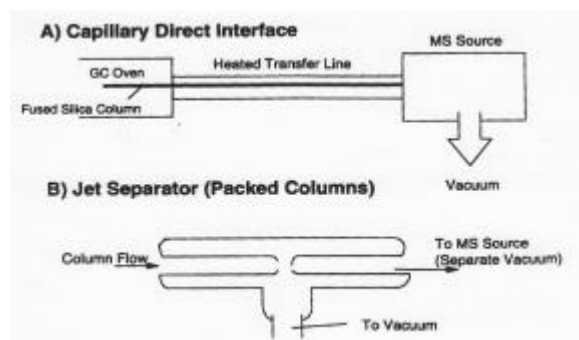 A) Capillary Direct Interface
MS Source
Heated Transfer Line
GC Oven
Fused Silica Column
Vacuum
B) Jet Separator (Packed Columns)
Column Flow
To MS Source
(Separate Vacuum)
To Vacuum